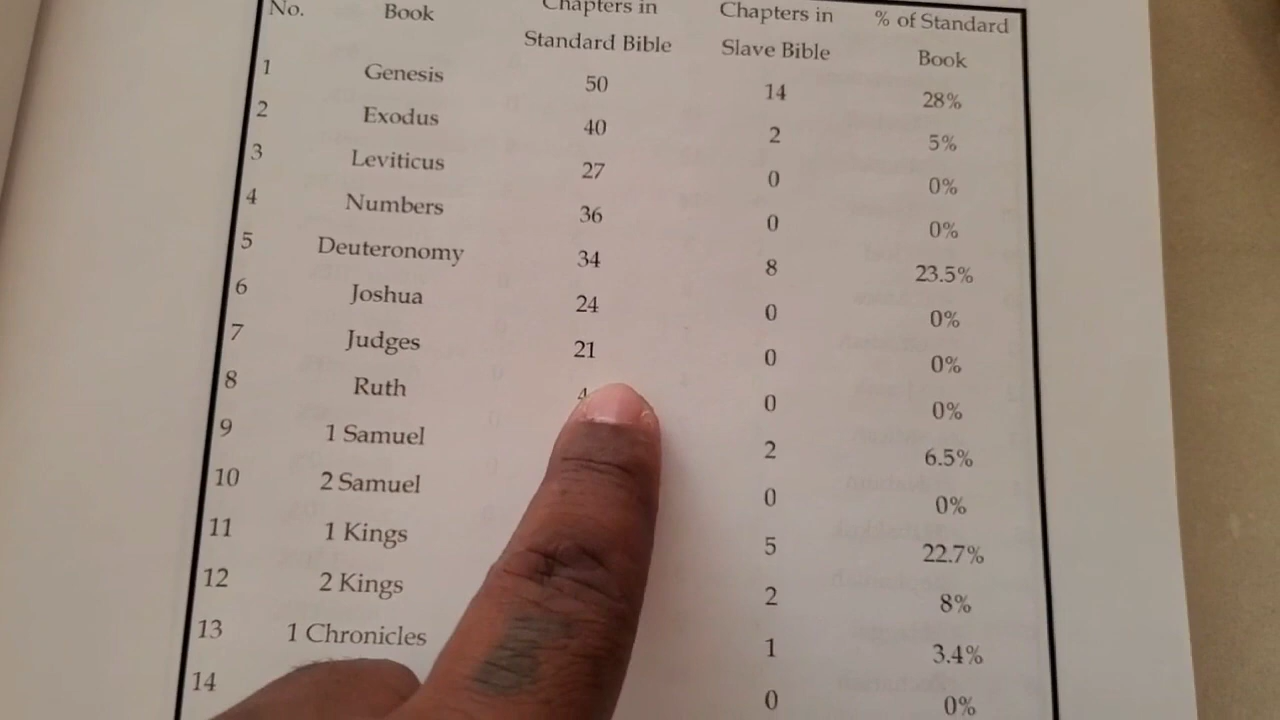 No. Book Chapters in Chapters in % of Standard
Standard Bible Slave Bible Book
1 Genesis 50 14 28%
2 Exodus 40 2 5%
3 Leviticus 27 0 0%
4 Numbers 36 0 0%
5 Deuteronomy 34 8 23.5%
6 Joshua 24 0 0%
7 Judges 21 0 0%
8 Ruth 0 0%
9 1 Samuel 2 6.5%
10 2 Samuel 0 0%
11 1 Kings 5 22.7%
12 2 Kings 2 8%
13 1 Chronicles 1 3.4%
14 0 0%